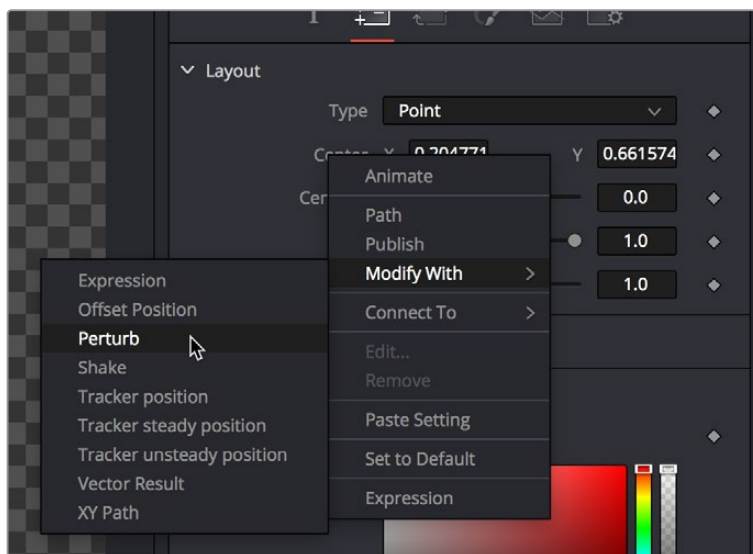 T
Layout
Type Point
Center X 0.204771 Y 0.661574
Cen 0.0
1.0
1.0
Animate
Path
Publish
Modify With
Connect To
Edit...
Remove
Paste Setting
Set to Default
Expression
Expression
Offset Position
Perturb
Shake
Tracker position
Tracker steady position
Tracker unsteady position
Vector Result
XY Path